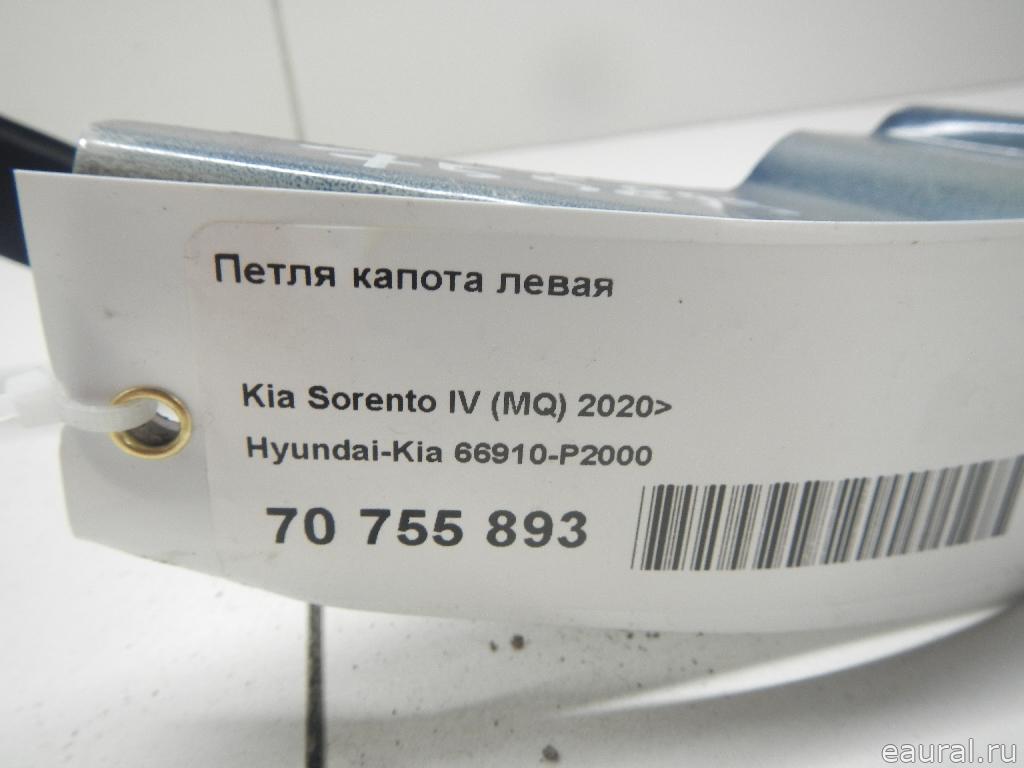 Петля капота левая
Kia Sorento IV (MQ) 2020>
Hyundai-Kia 66910-P2000
70 755 893
eaural.ru